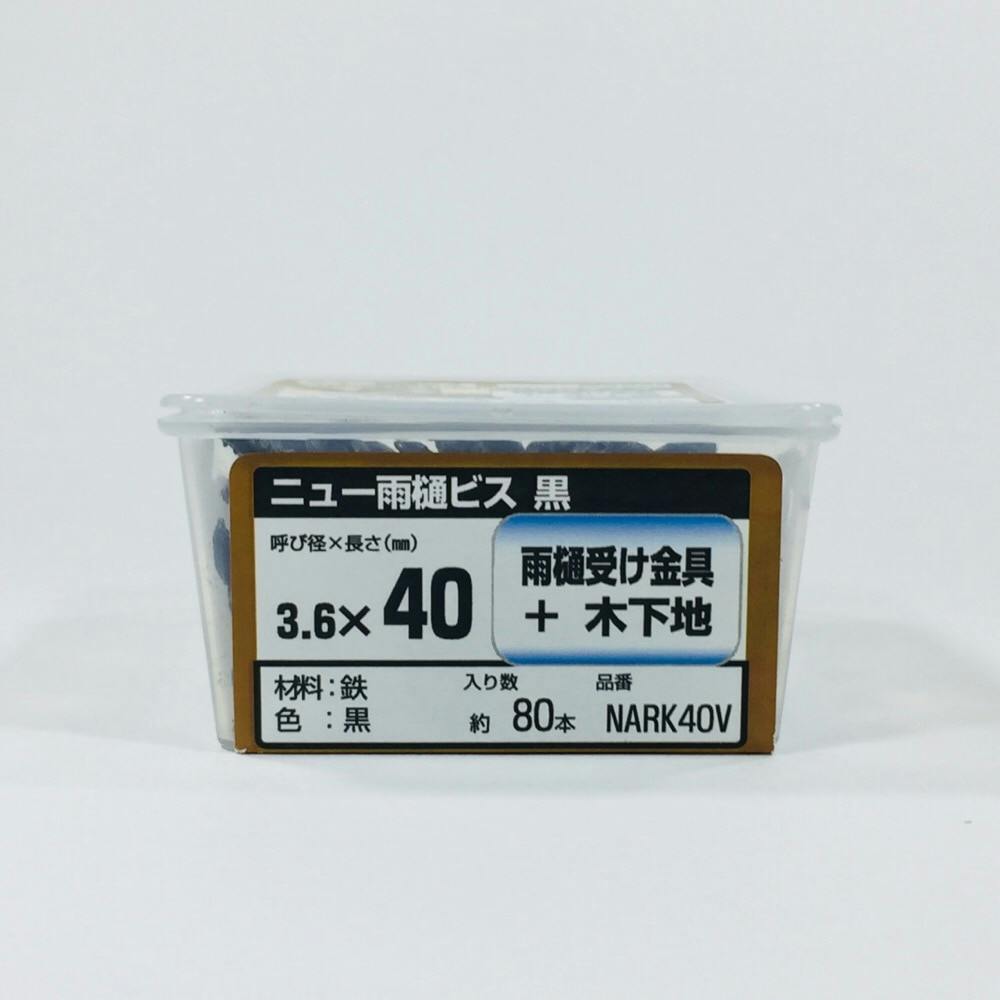 ニュー雨樋ビス 黒
呼び径×長さ(㎜)
3.6×40
雨樋受け金具
＋ 木下地
材料：鉄
色 ：黒
入り数
約 80本
品番
NARK40V